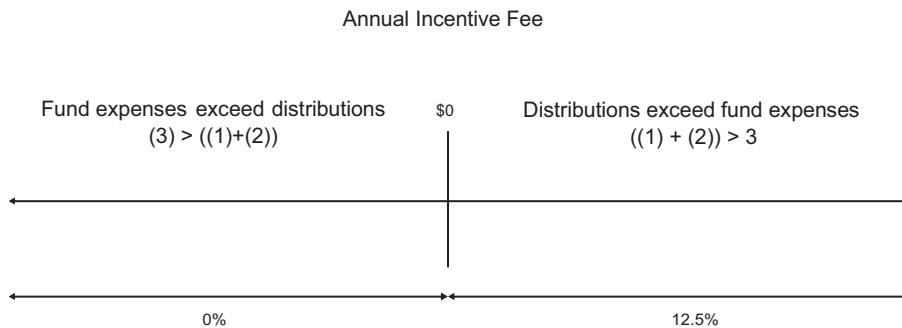 Annual Incentive Fee
Fund expenses exceed distributions
(3) > ((1)+(2))
$0
Distributions exceed fund expenses
((1) + (2)) > 3
0%
12.5%